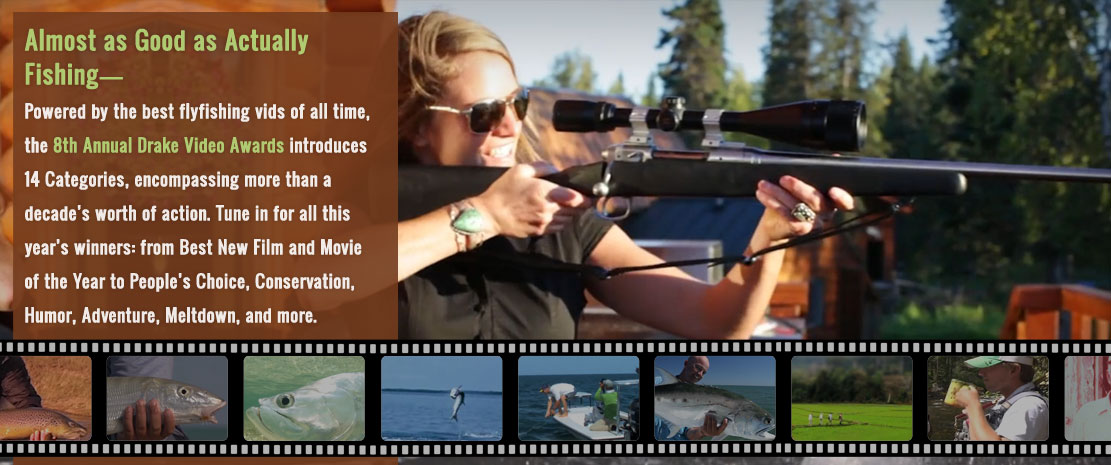 Almost as Good as Actually
Fishing—
Powered by the best flyfishing vids of all time,
the 8th Annual Drake Video Awards introduces
14 Categories, encompassing more than a
decade's worth of action. Tune in for all this
year's winners: from Best New Film and Movie
of the Year to People's Choice, Conservation,
Humor, Adventure, Meltdown, and more.